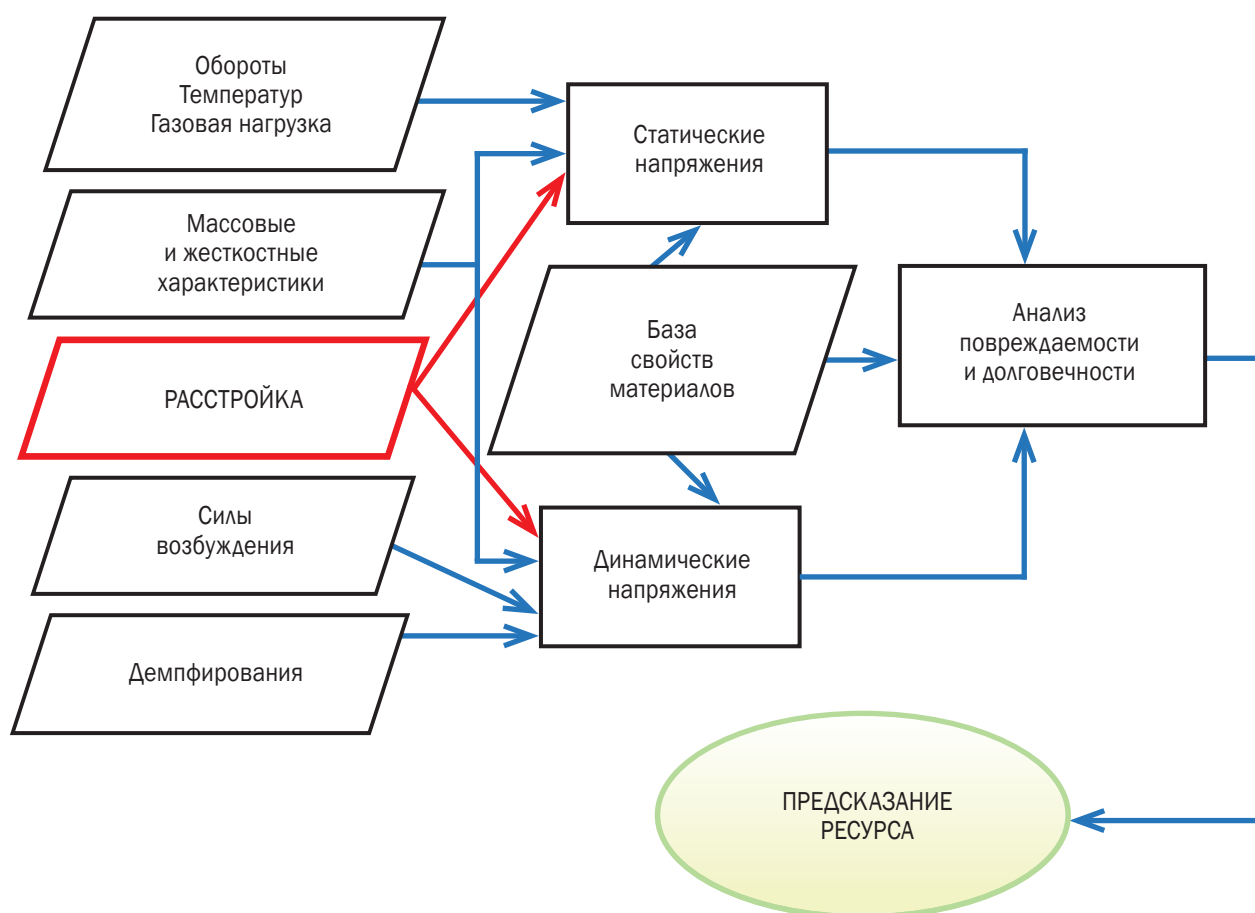 Обороты
Температур
Газовая нагрузка
Массовые
и жесткостные
характеристики
РАССТРОЙКА
Силы
возбуждения
Демпфирования
Статические
напряжения
База
свойств
материалов
Динамические
напряжения
Анализ
повреждаемости
и долговечности
ПРЕДСКАЗАНИЕ
РЕСУРСА